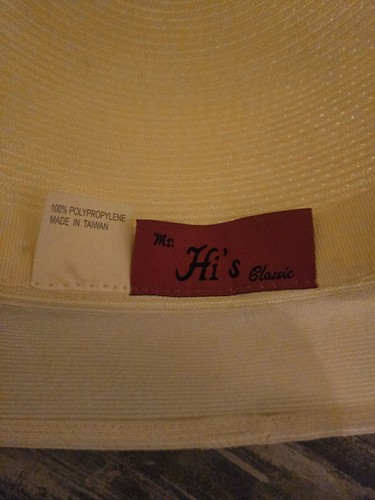 100% POLYPROPYLENE
MADE IN TAIWAN
Mr.
Hi's Classic